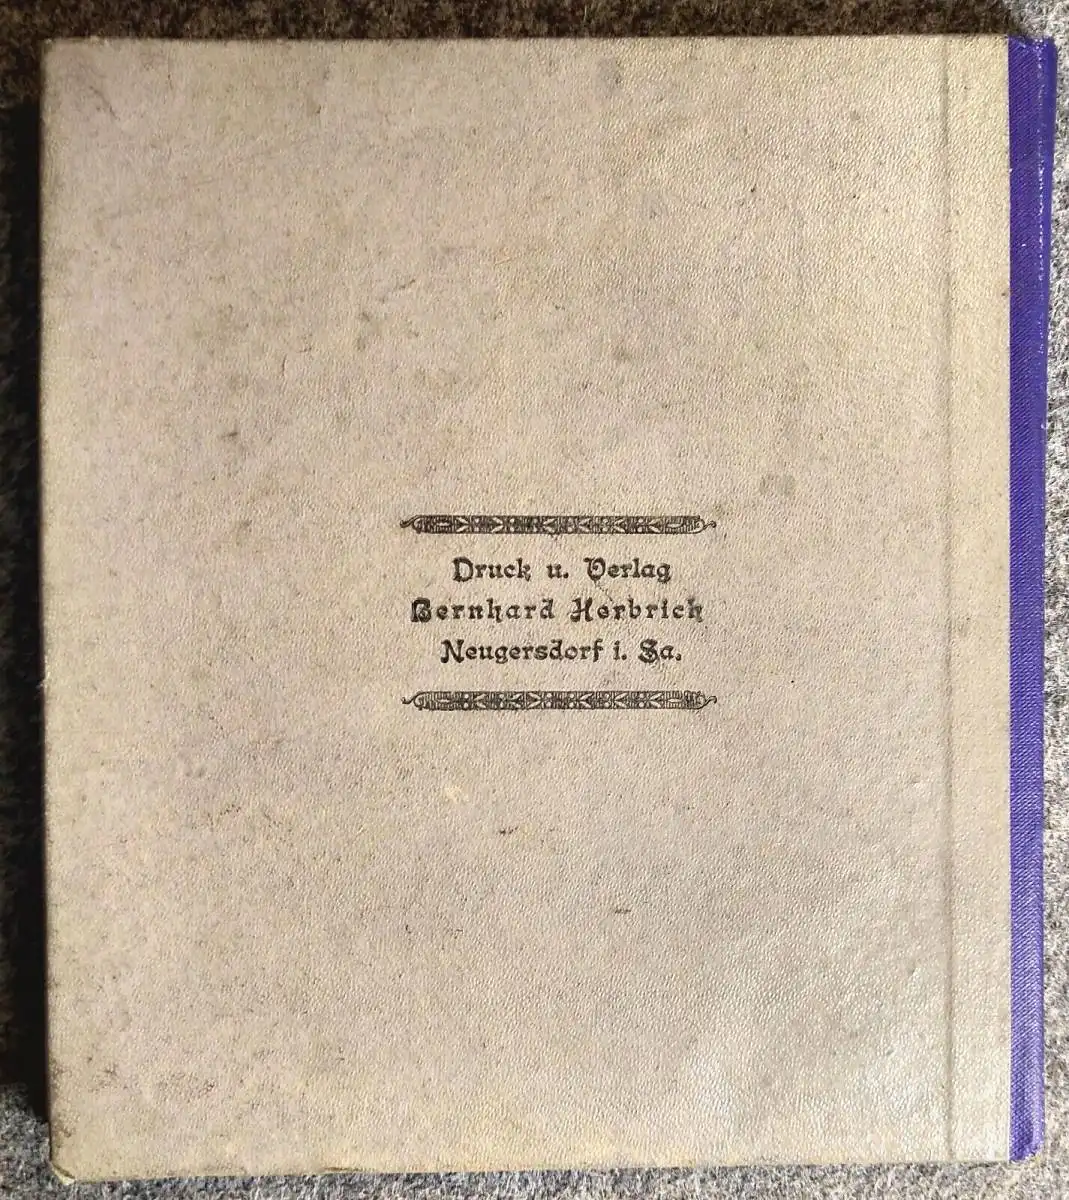 Druck u. Verlag
Bernhard Herbrich
Neugersdorf i. Sa.